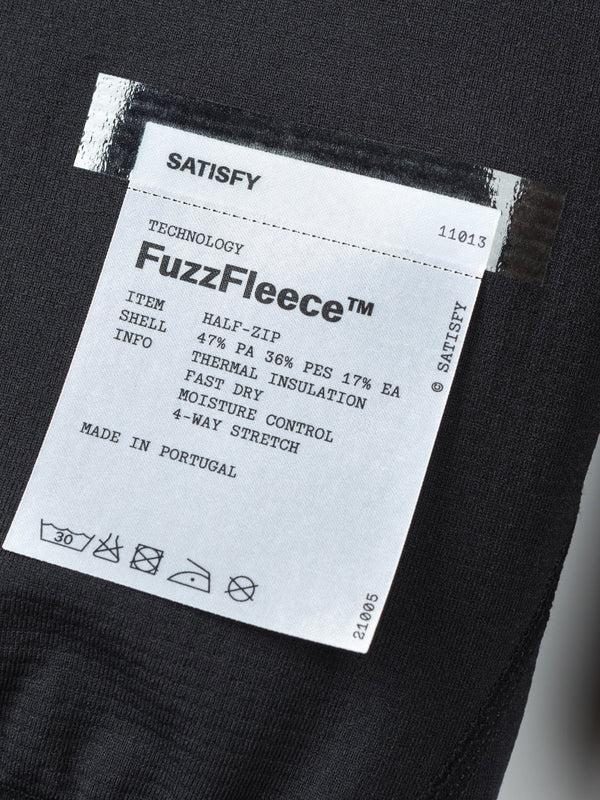 SATISFY
11013
TECHNOLOGY
FuzzFleece™
ITEM HALF-ZIP
SHELL 47% PA 36% PES 17% EA
INFO THERMAL INSULATION
FAST DRY
MOISTURE CONTROL
4-WAY STRETCH
MADE IN PORTUGAL
© SATISFY
30
21005